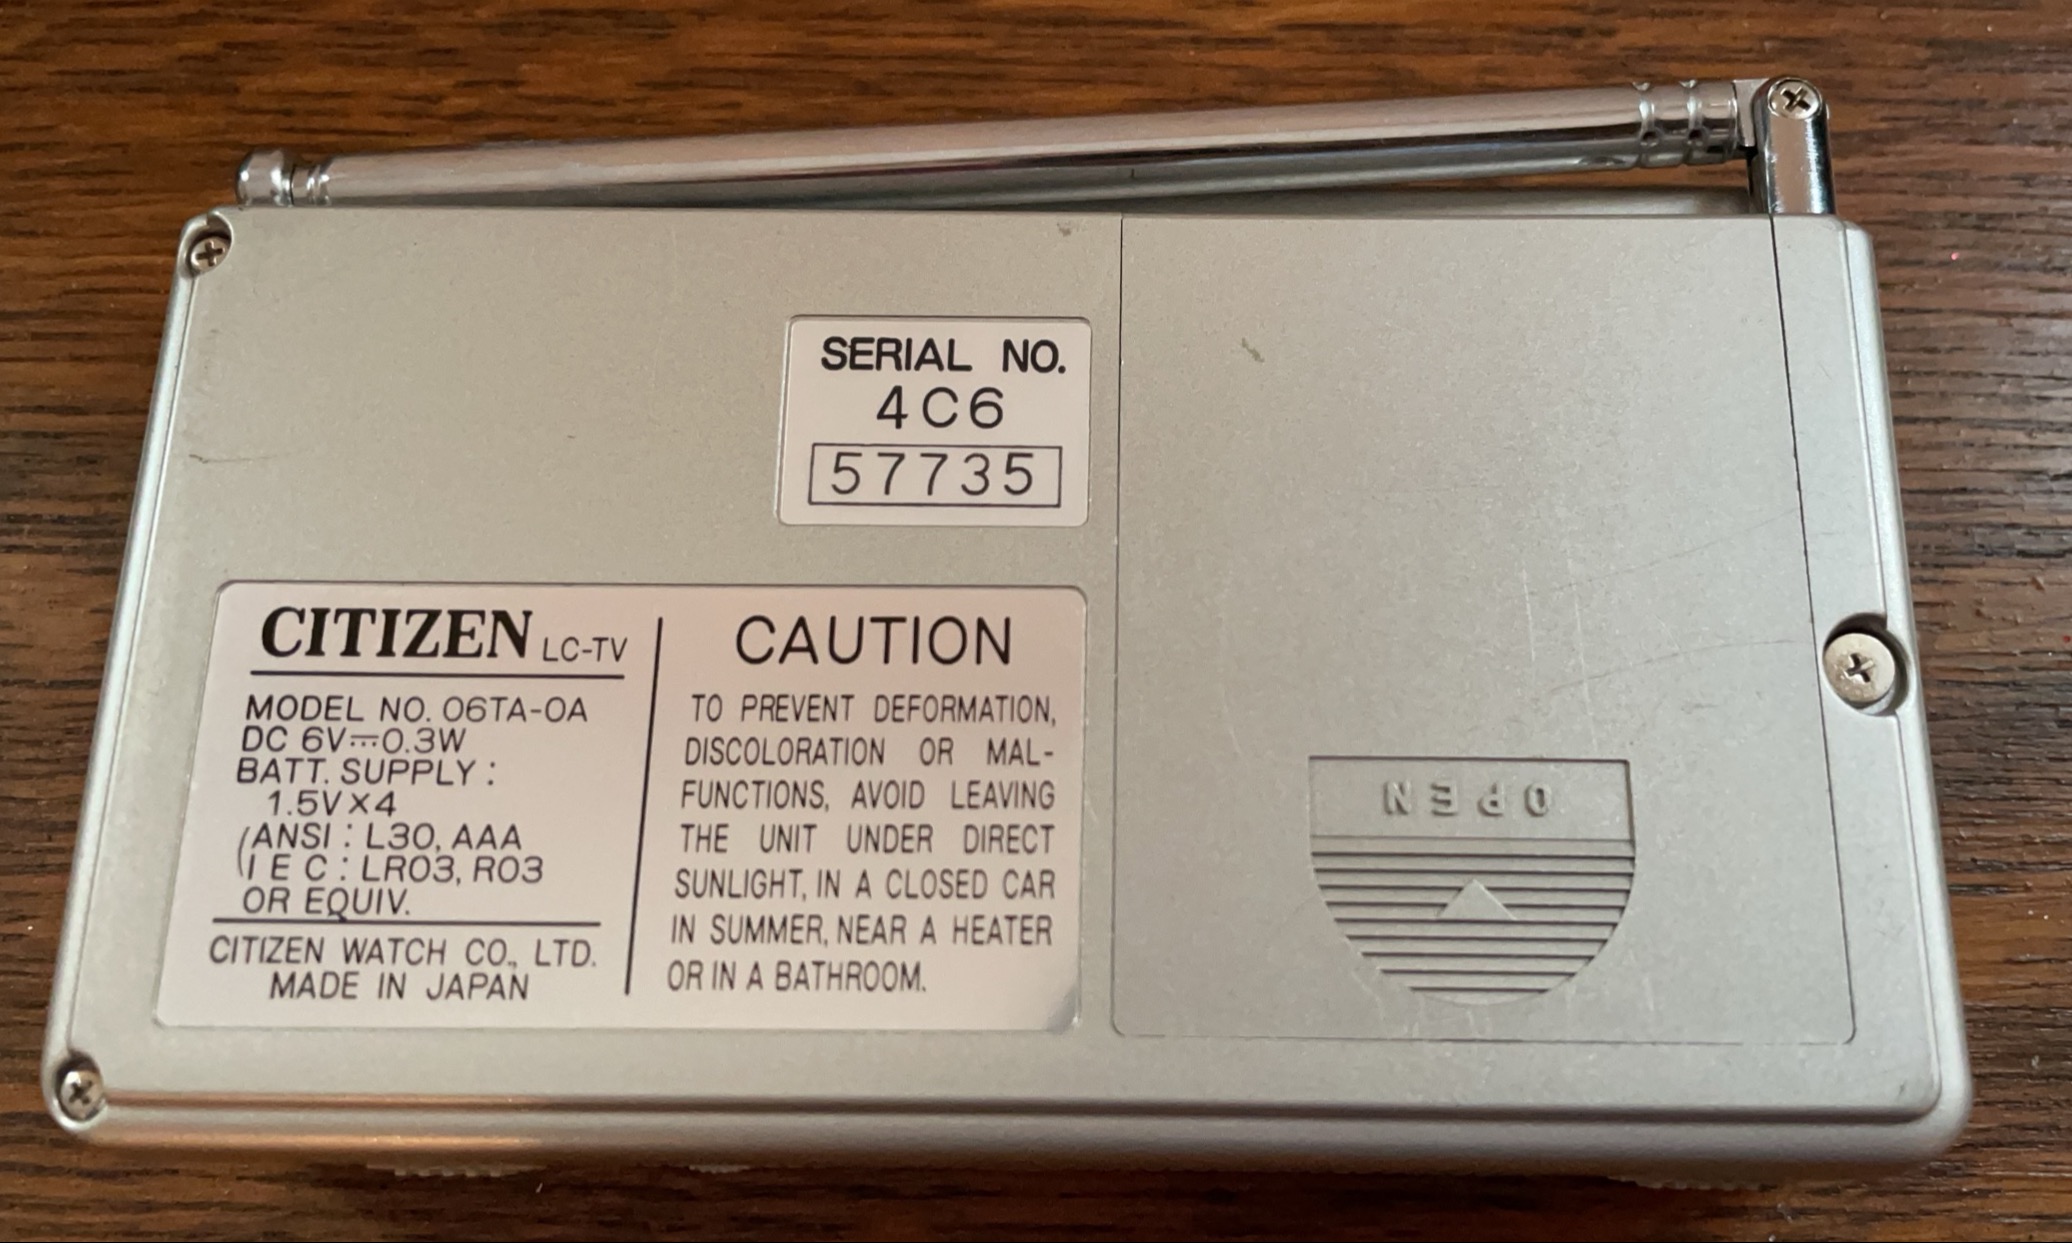 SERIAL NO.
4C6
57735
CITIZEN LC-TV
MODEL NO. 06TA-0A
DC 6V⎓0.3W
BATT. SUPPLY :
1.5V×4
(ANSI : L30, AAA
IEC : LR03, R03
OR EQUIV.
CITIZEN WATCH CO., LTD.
MADE IN JAPAN
CAUTION
TO PREVENT DEFORMATION,
DISCOLORATION OR MAL-
FUNCTIONS, AVOID LEAVING
THE UNIT UNDER DIRECT
SUNLIGHT, IN A CLOSED CAR
IN SUMMER, NEAR A HEATER
OR IN A BATHROOM.
OPEN